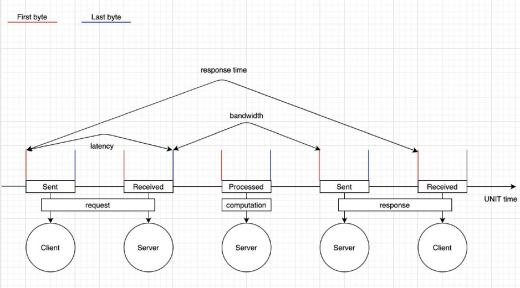 First byte
Last byte
response time
bandwidth
latency
Sent
Received
Processed
Sent
Received
UNIT time
request
computation
response
Client
Server
Server
Server
Client